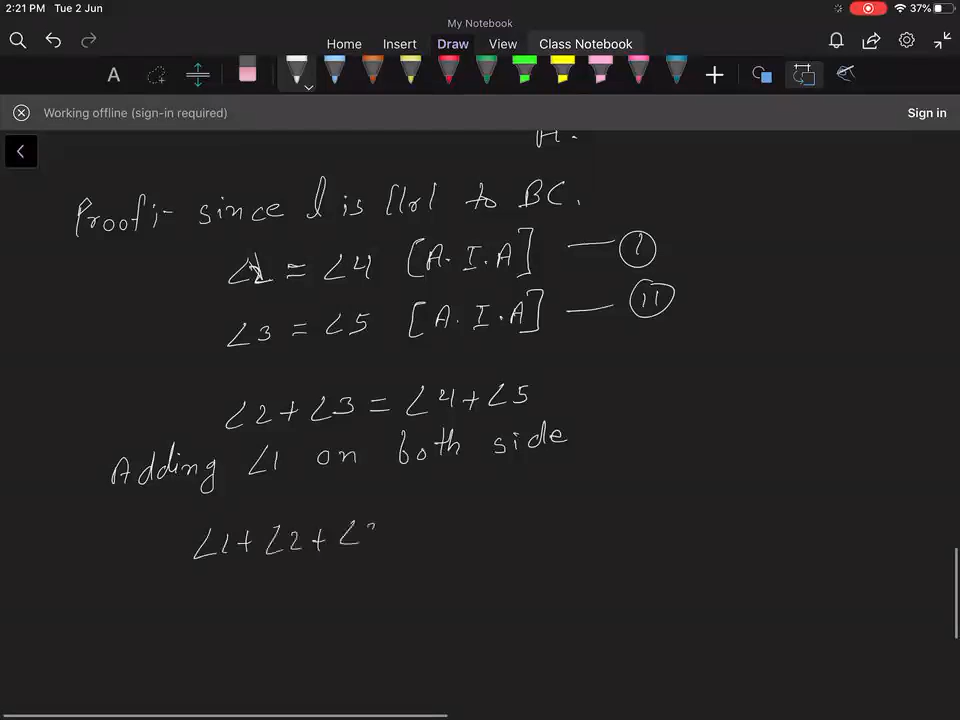 2:21 PM Tue 2 Jun 37%
My Notebook
Home Insert Draw View Class Notebook
A
Working offline (sign-in required) Sign in
Proof:- since l is ||rl to BC.
∠2 = ∠4 [A.I.A] — (I)
∠3 = ∠5 [A.I.A] — (II)
∠2 + ∠3 = ∠4 + ∠5
Adding ∠1 on both side
∠1 + ∠2 + ∠